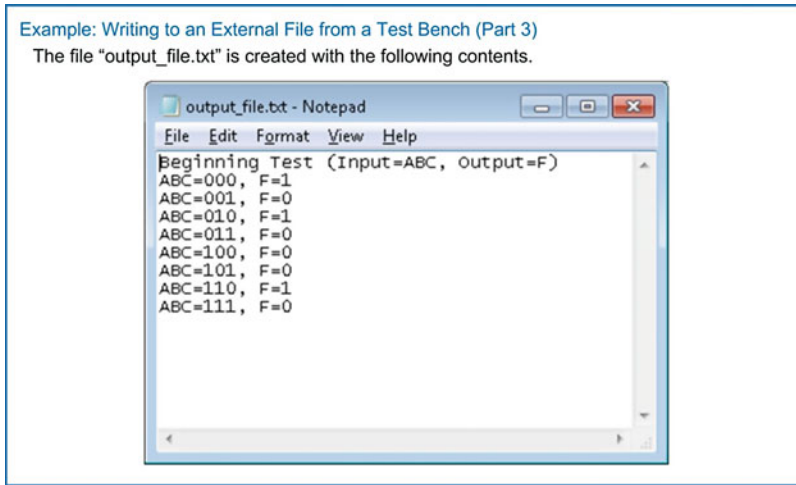 Example: Writing to an External File from a Test Bench (Part 3)
The file “output_file.txt” is created with the following contents.
output_file.txt - Notepad
File Edit Format View Help
Beginning Test (Input=ABC, Output=F)
ABC=000, F=1
ABC=001, F=0
ABC=010, F=1
ABC=011, F=0
ABC=100, F=0
ABC=101, F=0
ABC=110, F=1
ABC=111, F=0